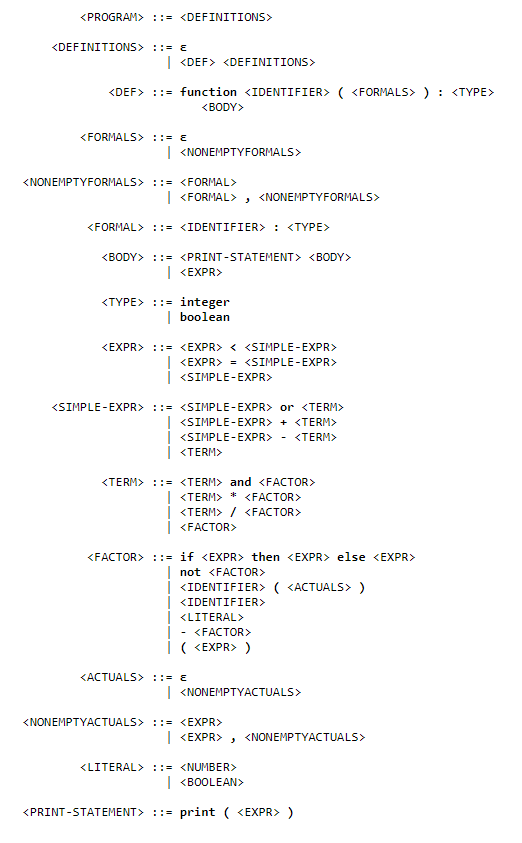 <PROGRAM> ::= <DEFINITIONS>
<DEFINITIONS> ::= ε
| <DEF> <DEFINITIONS>
<DEF> ::= function <IDENTIFIER> ( <FORMALS> ) : <TYPE>
<BODY>
<FORMALS> ::= ε
| <NONEMPTYFORMALS>
<NONEMPTYFORMALS> ::= <FORMAL>
| <FORMAL> , <NONEMPTYFORMALS>
<FORMAL> ::= <IDENTIFIER> : <TYPE>
<BODY> ::= <PRINT-STATEMENT> <BODY>
| <EXPR>
<TYPE> ::= integer
| boolean
<EXPR> ::= <EXPR> < <SIMPLE-EXPR>
| <EXPR> = <SIMPLE-EXPR>
| <SIMPLE-EXPR>
<SIMPLE-EXPR> ::= <SIMPLE-EXPR> or <TERM>
| <SIMPLE-EXPR> + <TERM>
| <SIMPLE-EXPR> - <TERM>
| <TERM>
<TERM> ::= <TERM> and <FACTOR>
| <TERM> * <FACTOR>
| <TERM> / <FACTOR>
| <FACTOR>
<FACTOR> ::= if <EXPR> then <EXPR> else <EXPR>
| not <FACTOR>
| <IDENTIFIER> ( <ACTUALS> )
| <IDENTIFIER>
| <LITERAL>
| - <FACTOR>
| ( <EXPR> )
<ACTUALS> ::= ε
| <NONEMPTYACTUALS>
<NONEMPTYACTUALS> ::= <EXPR>
| <EXPR> , <NONEMPTYACTUALS>
<LITERAL> ::= <NUMBER>
| <BOOLEAN>
<PRINT-STATEMENT> ::= print ( <EXPR> )